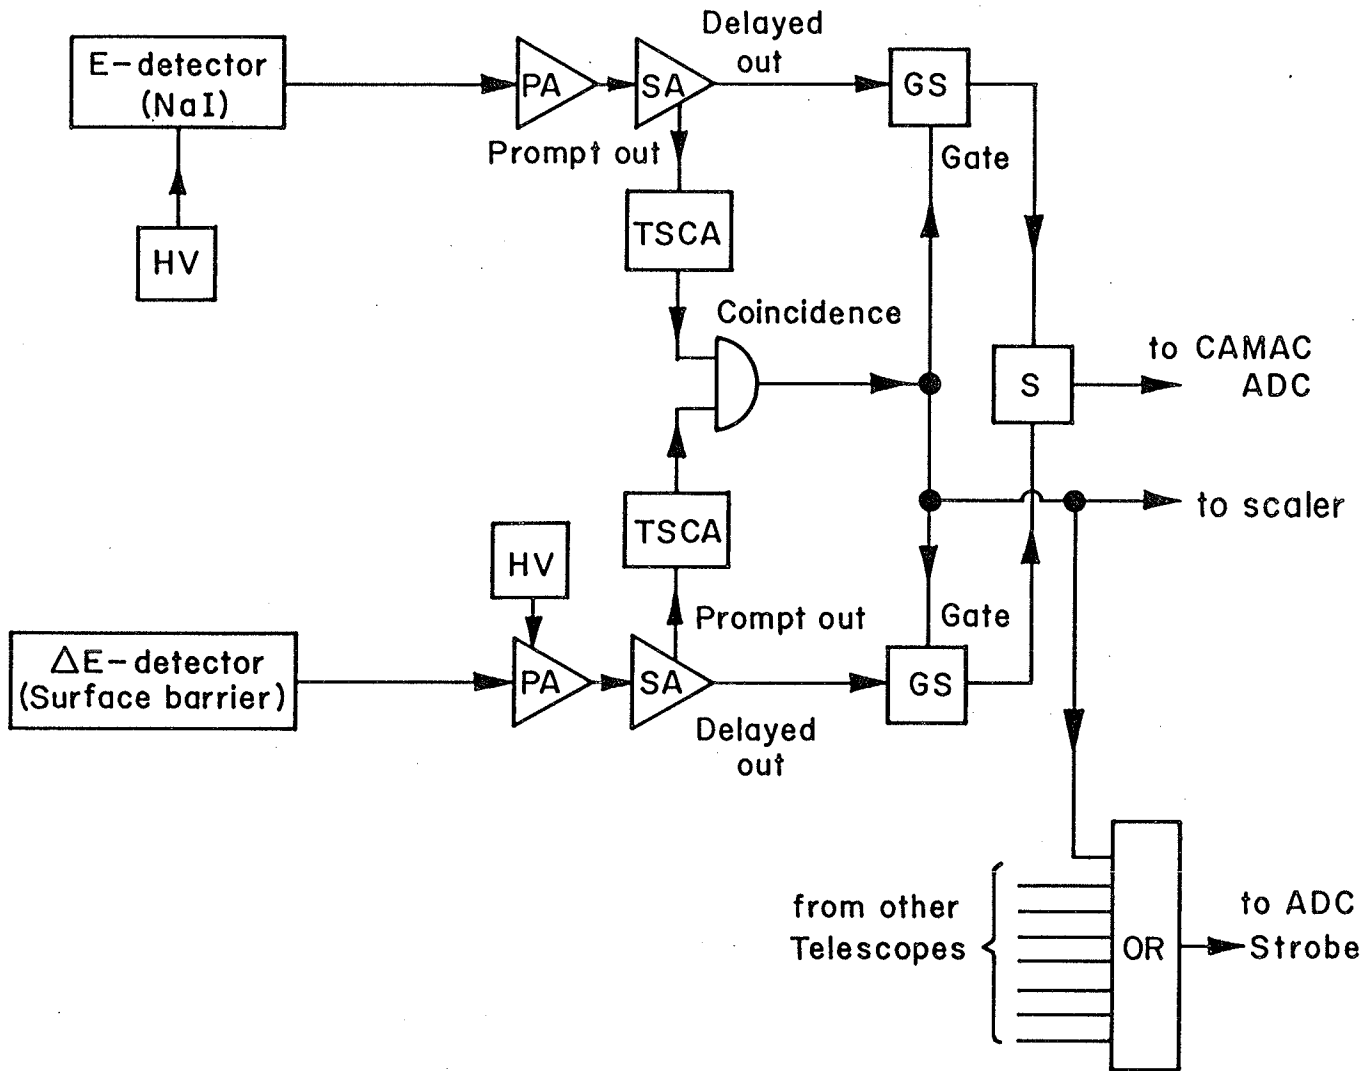 E-detector
(NaI)
HV
PA
SA
Delayed
out
GS
Prompt out
Gate
TSCA
Coincidence
S
to CAMAC
ADC
to scaler
TSCA
HV
ΔE-detector
(Surface barrier)
PA
SA
Prompt out
Gate
GS
Delayed
out
from other
Telescopes
OR
to ADC
Strobe